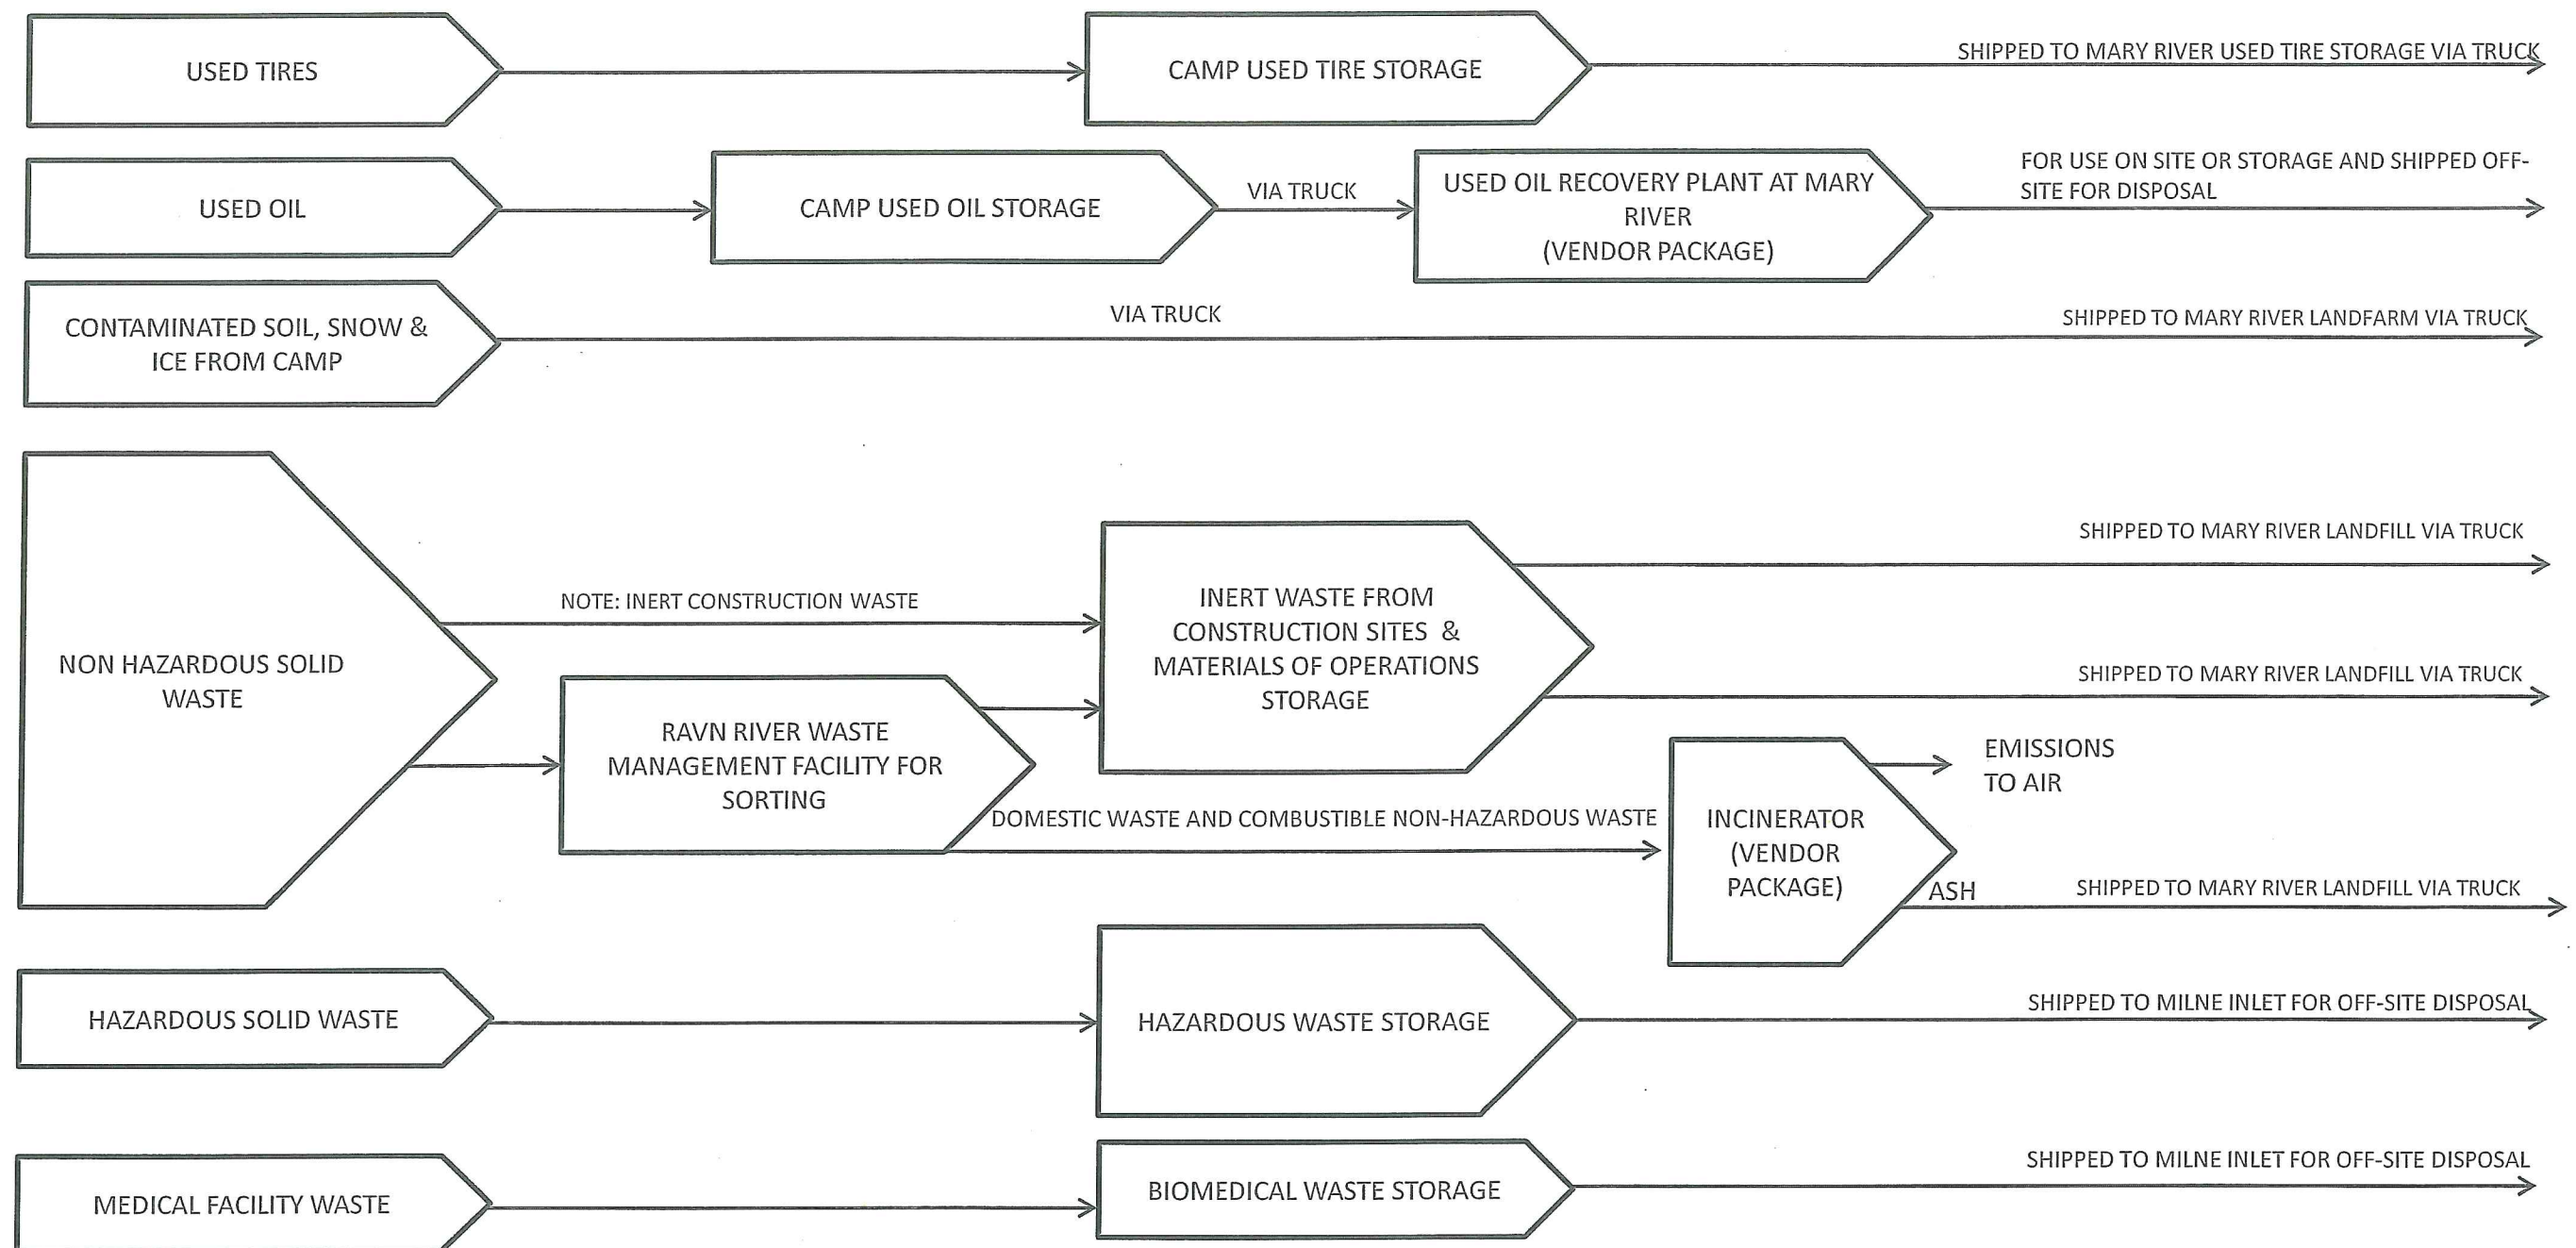 USED TIRES
CAMP USED TIRE STORAGE
SHIPPED TO MARY RIVER USED TIRE STORAGE VIA TRUCK
USED OIL
CAMP USED OIL STORAGE
VIA TRUCK
USED OIL RECOVERY PLANT AT MARY
RIVER
(VENDOR PACKAGE)
FOR USE ON SITE OR STORAGE AND SHIPPED OFF-
SITE FOR DISPOSAL
CONTAMINATED SOIL, SNOW &
ICE FROM CAMP
VIA TRUCK
SHIPPED TO MARY RIVER LANDFARM VIA TRUCK
NON HAZARDOUS SOLID
WASTE
NOTE: INERT CONSTRUCTION WASTE
RAVN RIVER WASTE
MANAGEMENT FACILITY FOR
SORTING
INERT WASTE FROM
CONSTRUCTION SITES &
MATERIALS OF OPERATIONS
STORAGE
SHIPPED TO MARY RIVER LANDFILL VIA TRUCK
SHIPPED TO MARY RIVER LANDFILL VIA TRUCK
DOMESTIC WASTE AND COMBUSTIBLE NON-HAZARDOUS WASTE
INCINERATOR
(VENDOR
PACKAGE)
EMISSIONS
TO AIR
ASH
SHIPPED TO MARY RIVER LANDFILL VIA TRUCK
HAZARDOUS SOLID WASTE
HAZARDOUS WASTE STORAGE
SHIPPED TO MILNE INLET FOR OFF-SITE DISPOSAL
MEDICAL FACILITY WASTE
BIOMEDICAL WASTE STORAGE
SHIPPED TO MILNE INLET FOR OFF-SITE DISPOSAL